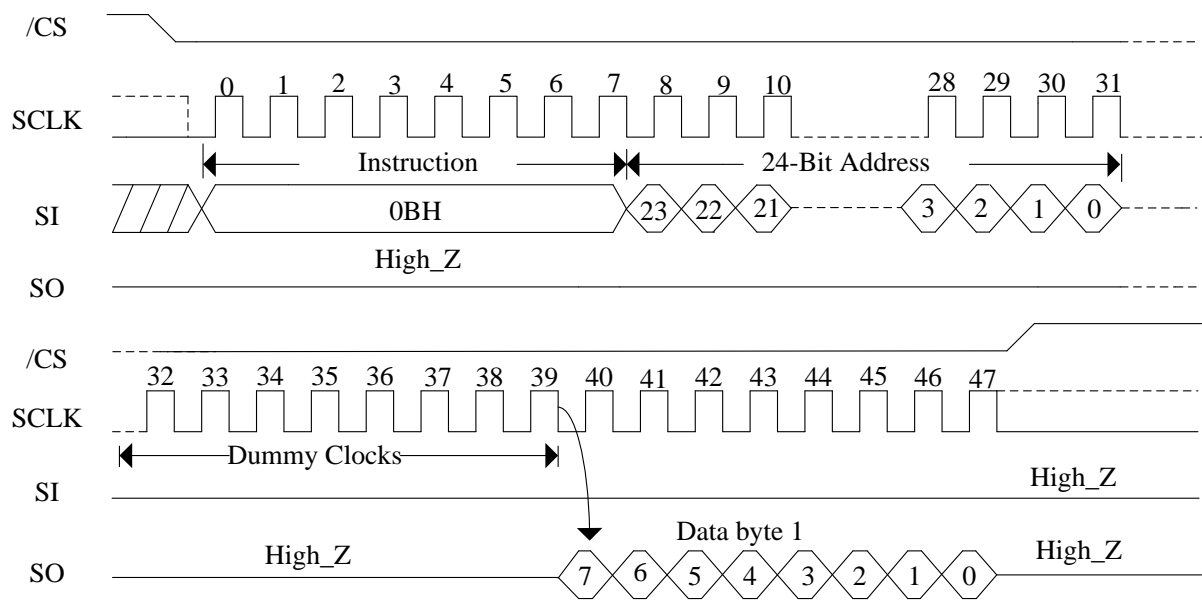 /CS
0 1 2 3 4 5 6 7 8 9 10 28 29 30 31
SCLK
Instruction 24-Bit Address
SI 0BH 23 22 21 3 2 1 0
High_Z
SO
/CS
32 33 34 35 36 37 38 39 40 41 42 43 44 45 46 47
SCLK
Dummy Clocks
SI High_Z
Data byte 1
SO High_Z 7 6 5 4 3 2 1 0 High_Z